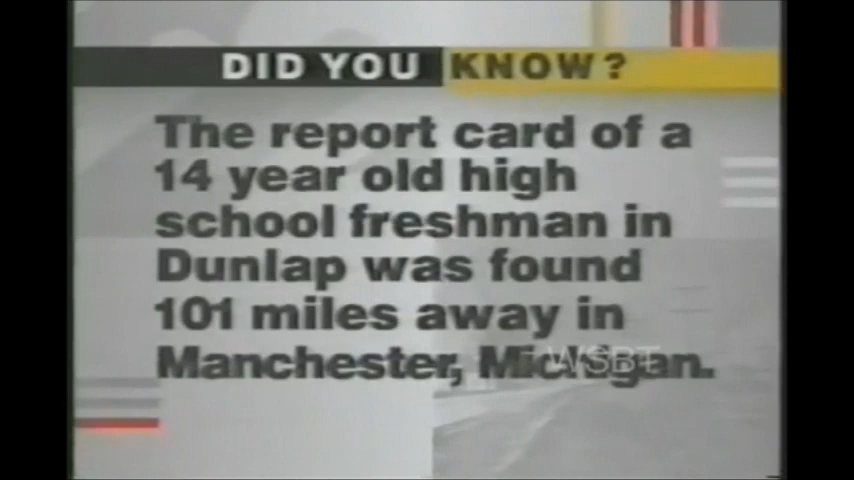 DID YOU KNOW?
The report card of a
14 year old high
school freshman in
Dunlap was found
101 miles away in
Manchester, Michigan.
WSBT